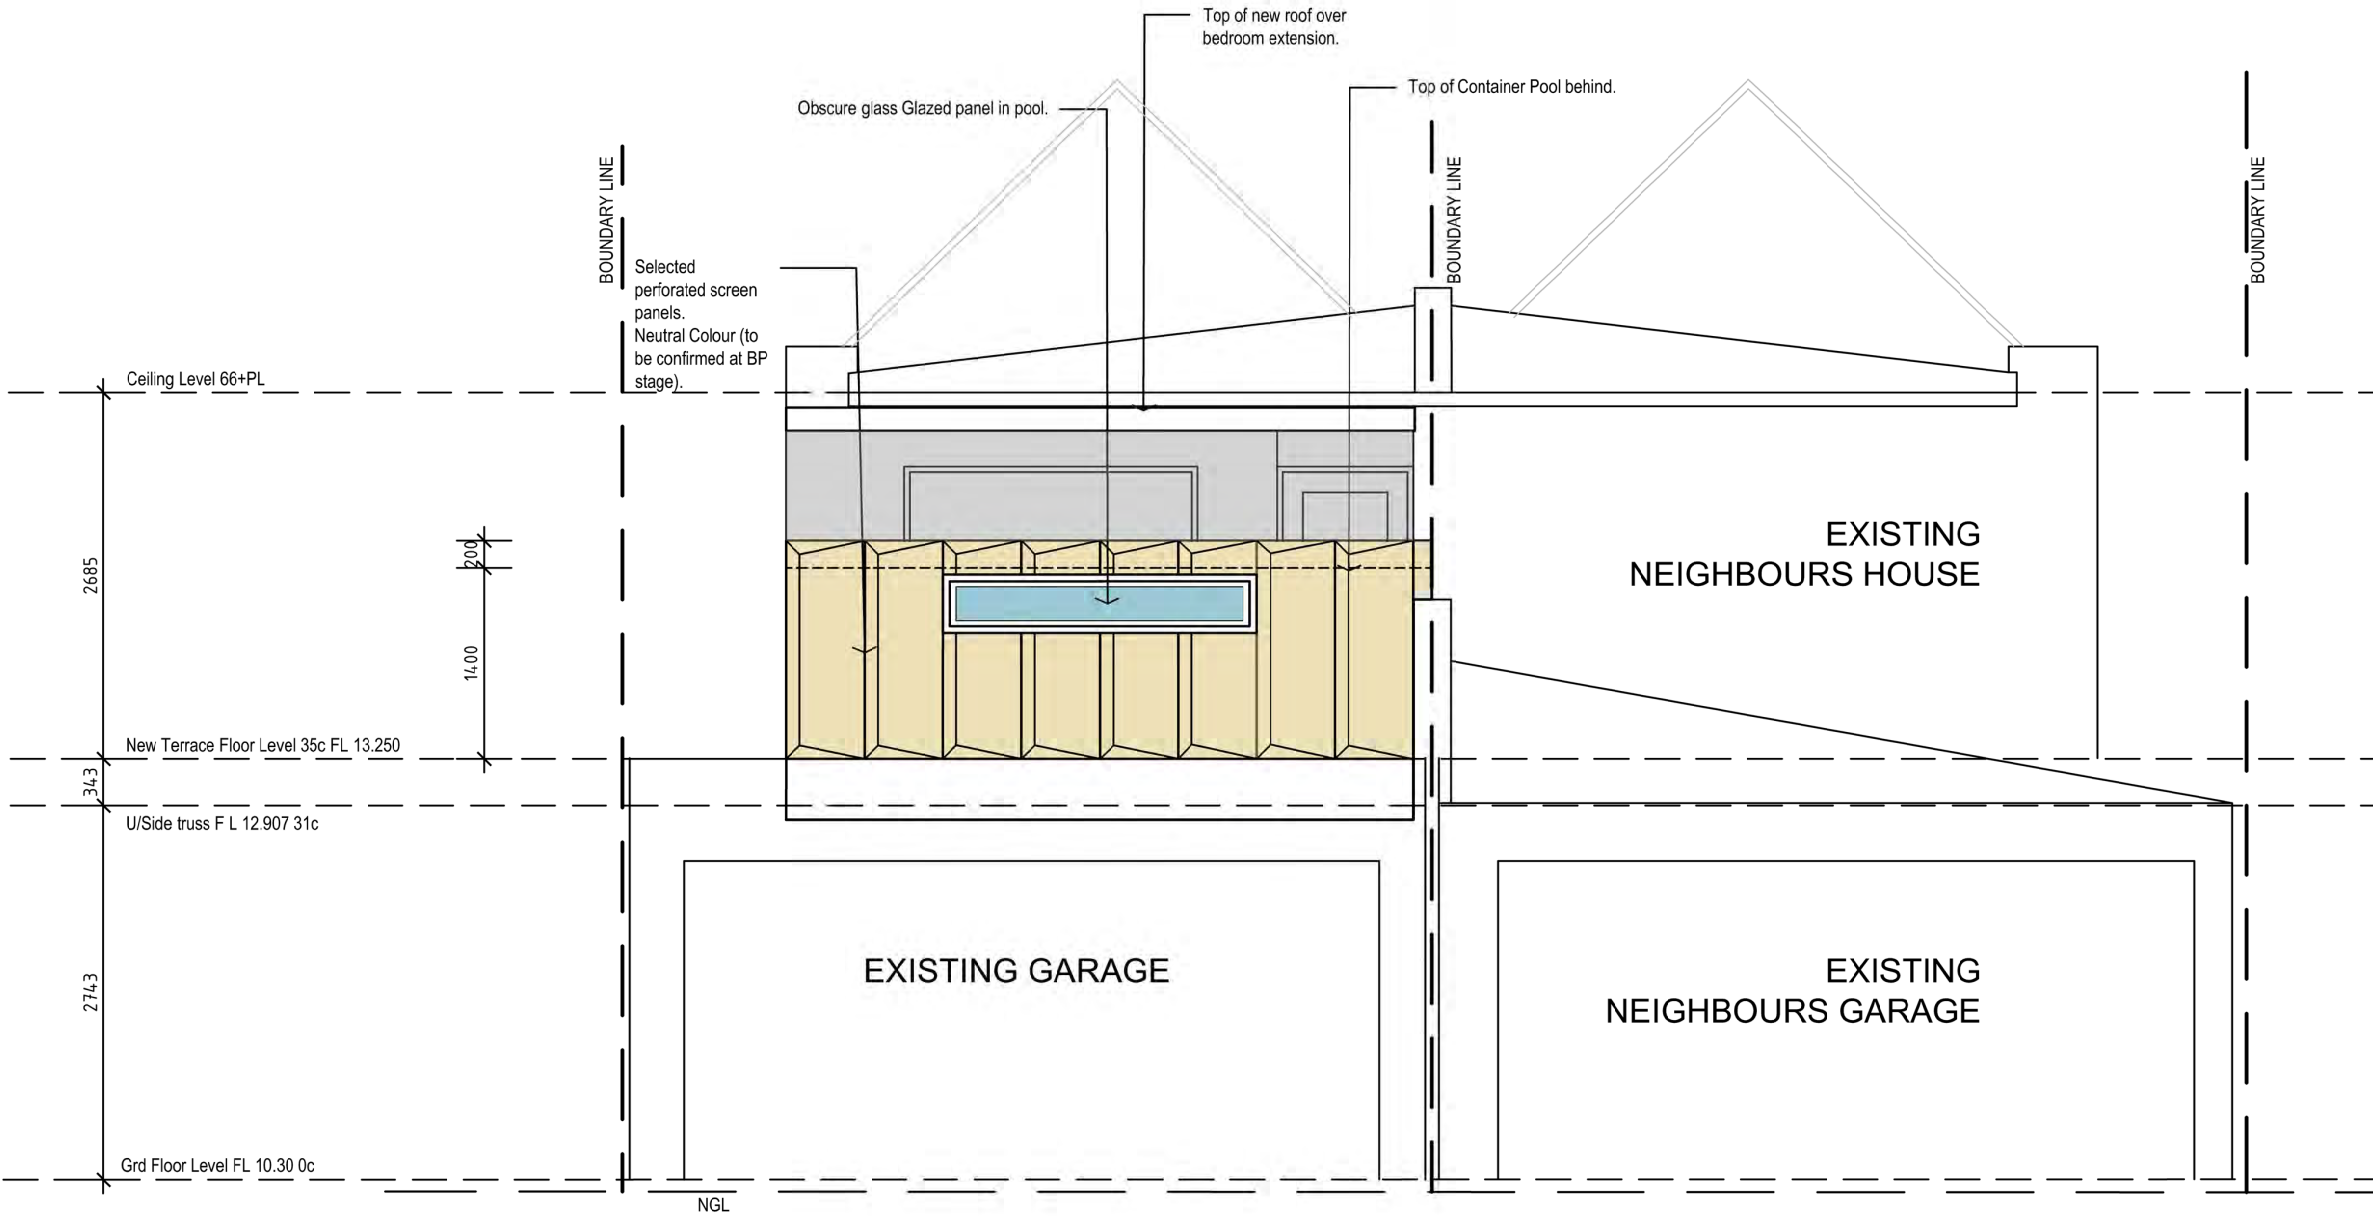 Top of new roof over
bedroom extension.
Top of Container Pool behind.
Obscure glass Glazed panel in pool.
BOUNDARY LINE
BOUNDARY LINE
BOUNDARY LINE
Selected
perforated screen
panels.
Neutral Colour (to
be confirmed at BP
stage).
Ceiling Level 66+PL
2685
200
1400
EXISTING
NEIGHBOURS HOUSE
New Terrace Floor Level 35c FL 13.250
343
U/Side truss F L 12.907 31c
2743
EXISTING GARAGE
EXISTING
NEIGHBOURS GARAGE
Grd Floor Level FL 10.30 0c
NGL